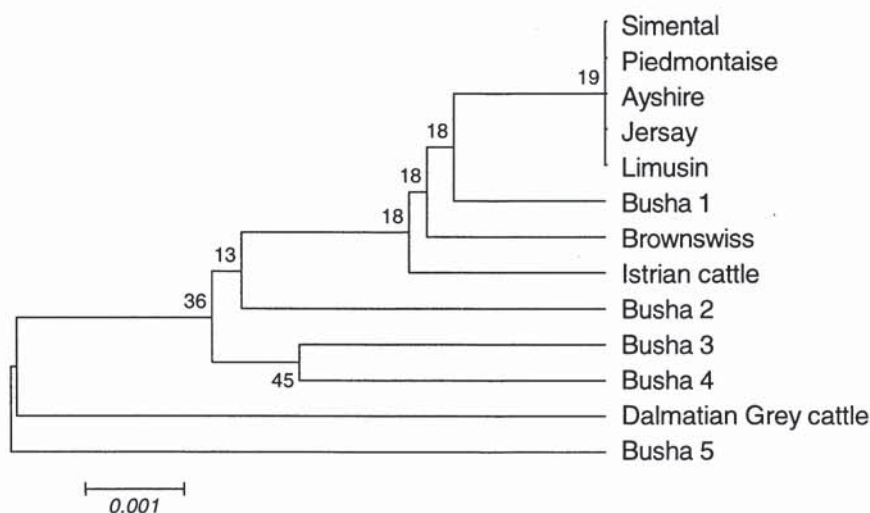 Simental
19
Piedmontaise
Ayshire
18
Jersay
Limusin
18
Busha 1
18
Brownswiss
13
Istrian cattle
36
Busha 2
Busha 3
45
Busha 4
Dalmatian Grey cattle
Busha 5
0.001